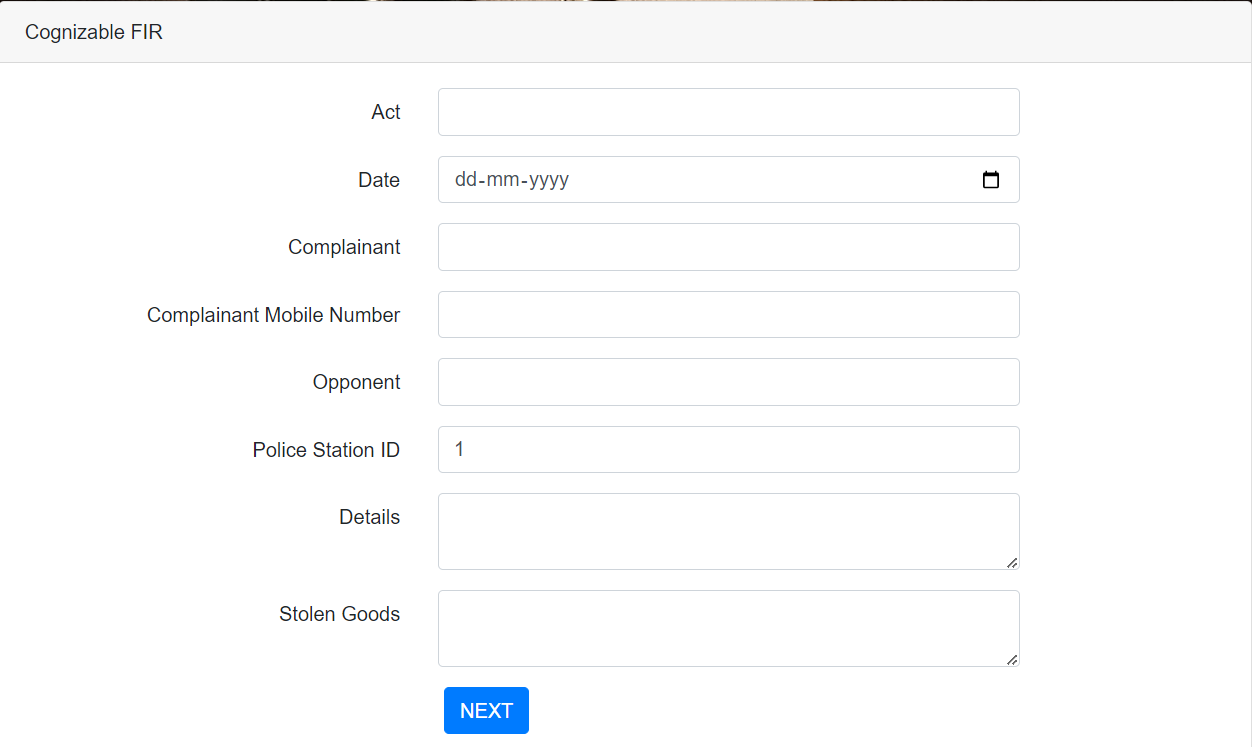 Cognizable FIR
Act
Date dd-mm-yyyy
Complainant
Complainant Mobile Number
Opponent
Police Station ID 1
Details
Stolen Goods
NEXT